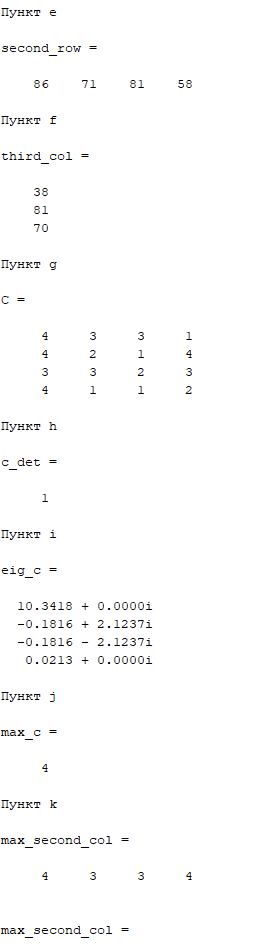 Пункт e
second_row =
86 71 81 58
Пункт f
third_col =
38
81
70
Пункт g
C =
4 3 3 1
4 2 1 4
3 3 2 3
4 1 1 2
Пункт h
c_det =
1
Пункт i
eig_c =
10.3418 + 0.0000i
-0.1816 + 2.1237i
-0.1816 - 2.1237i
0.0213 + 0.0000i
Пункт j
max_c =
4
Пункт k
max_second_col =
4 3 3 4
max_second_col =